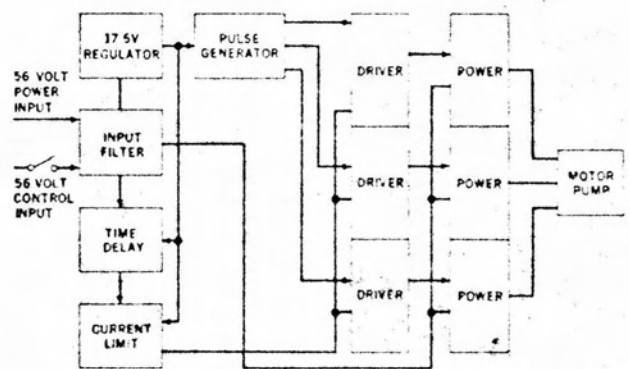 37.5V
REGULATOR
PULSE
GENERATOR
56 VOLT
POWER
INPUT
INPUT
FILTER
56 VOLT
CONTROL
INPUT
TIME
DELAY
CURRENT
LIMIT
DRIVER
POWER
DRIVER
POWER
DRIVER
POWER
MOTOR
PUMP